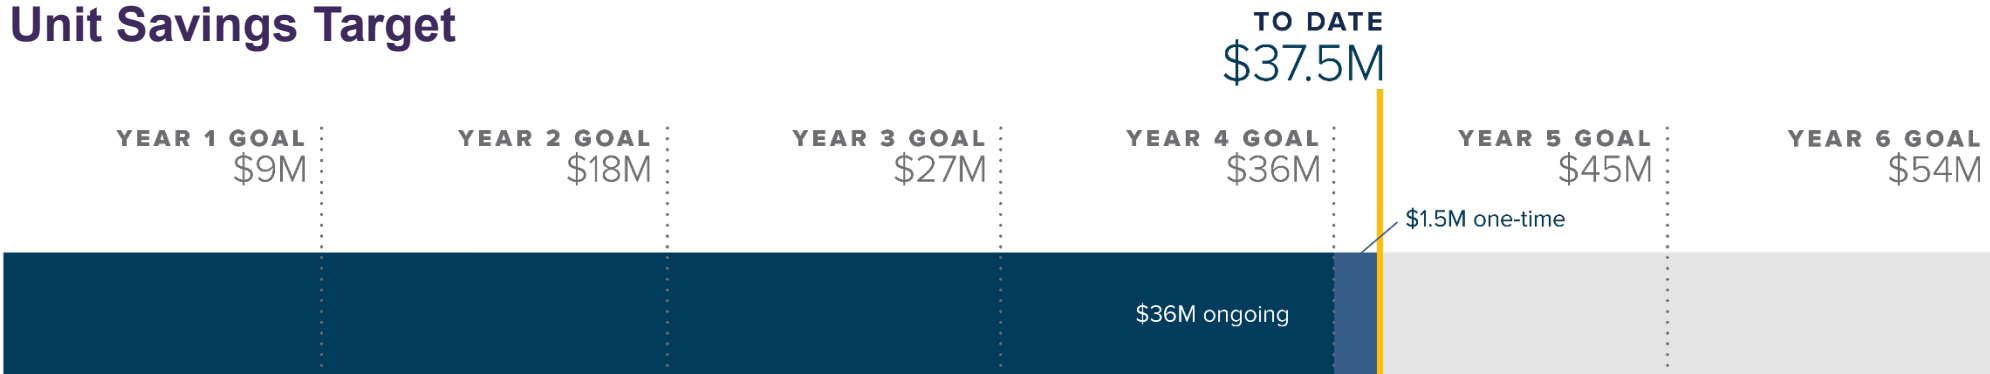 Unit Savings Target
TO DATE
$37.5M
YEAR 1 GOAL
$9M
YEAR 2 GOAL
$18M
YEAR 3 GOAL
$27M
YEAR 4 GOAL
$36M
YEAR 5 GOAL
$45M
YEAR 6 GOAL
$54M
$1.5M one-time
$36M ongoing